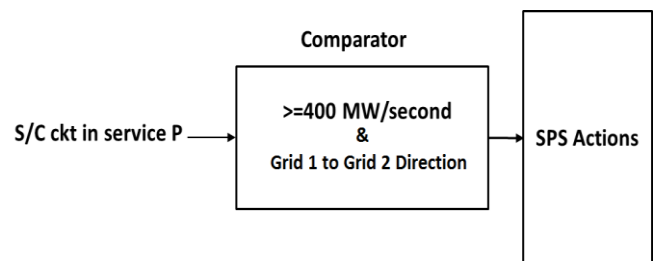 Comparator
S/C ckt in service P
>=400 MW/second
&
Grid 1 to Grid 2 Direction
SPS Actions